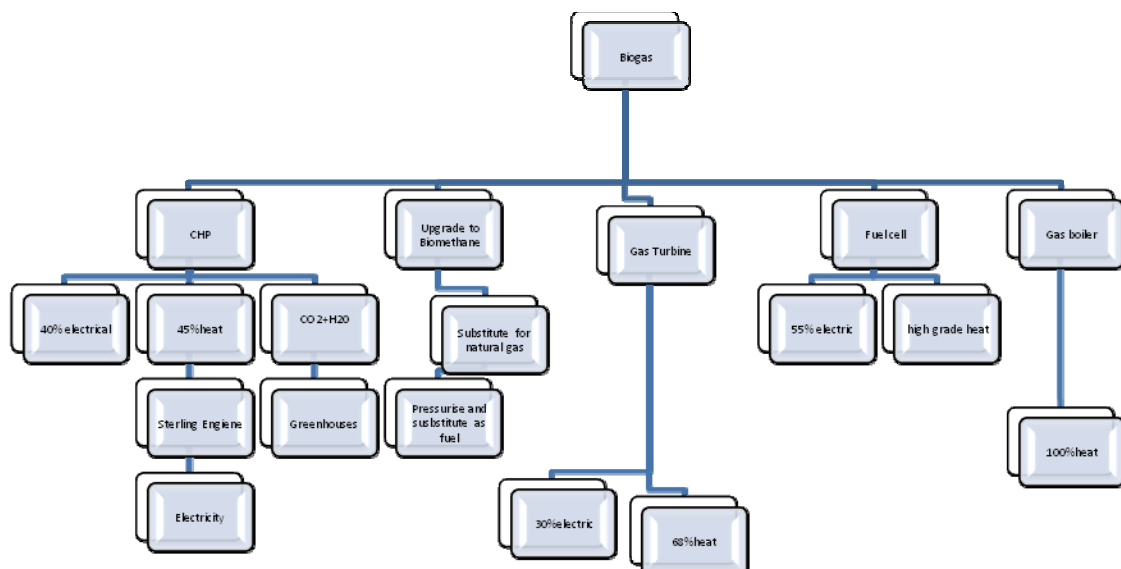 Biogas
CHP
Upgrade to
Biomethane
Gas Turbine
Fuel cell
Gas boiler
40% electrical
45%heat
CO2+H20
Substitute for
natural gas
55% electric
high grade heat
Sterling Engiene
Greenhouses
Pressurise and
susbstitute as
fuel
100%heat
Electricity
30%electric
68%heat